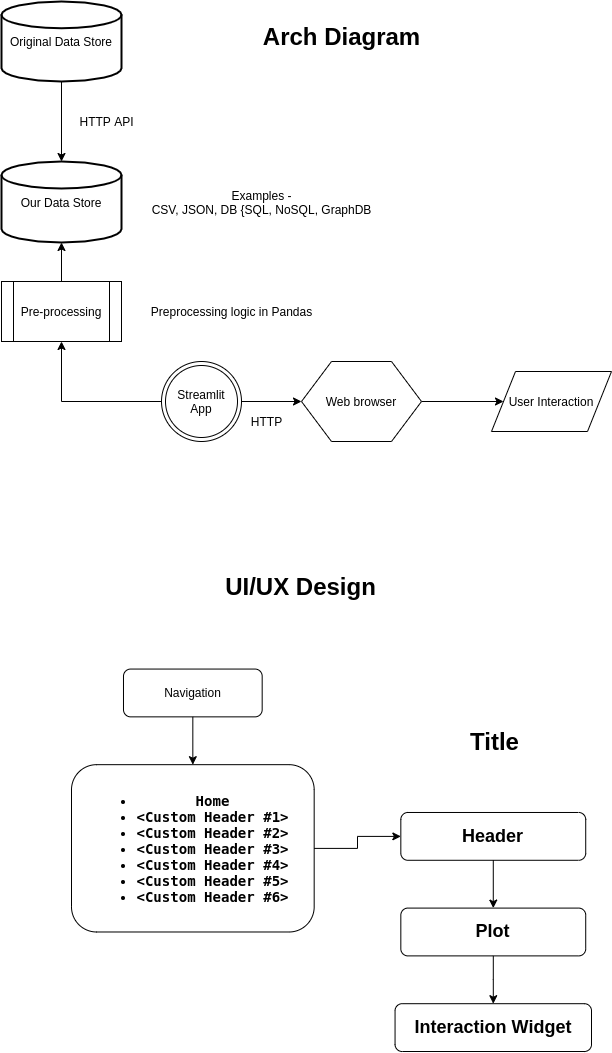 Arch Diagram
Original Data Store
HTTP API
Our Data Store
Examples -
CSV, JSON, DB {SQL, NoSQL, GraphDB
Pre-processing
Preprocessing logic in Pandas
Streamlit
App
HTTP
Web browser
User Interaction
UI/UX Design
Navigation
• Home
• <Custom Header #1>
• <Custom Header #2>
• <Custom Header #3>
• <Custom Header #4>
• <Custom Header #5>
• <Custom Header #6>
Title
Header
Plot
Interaction Widget